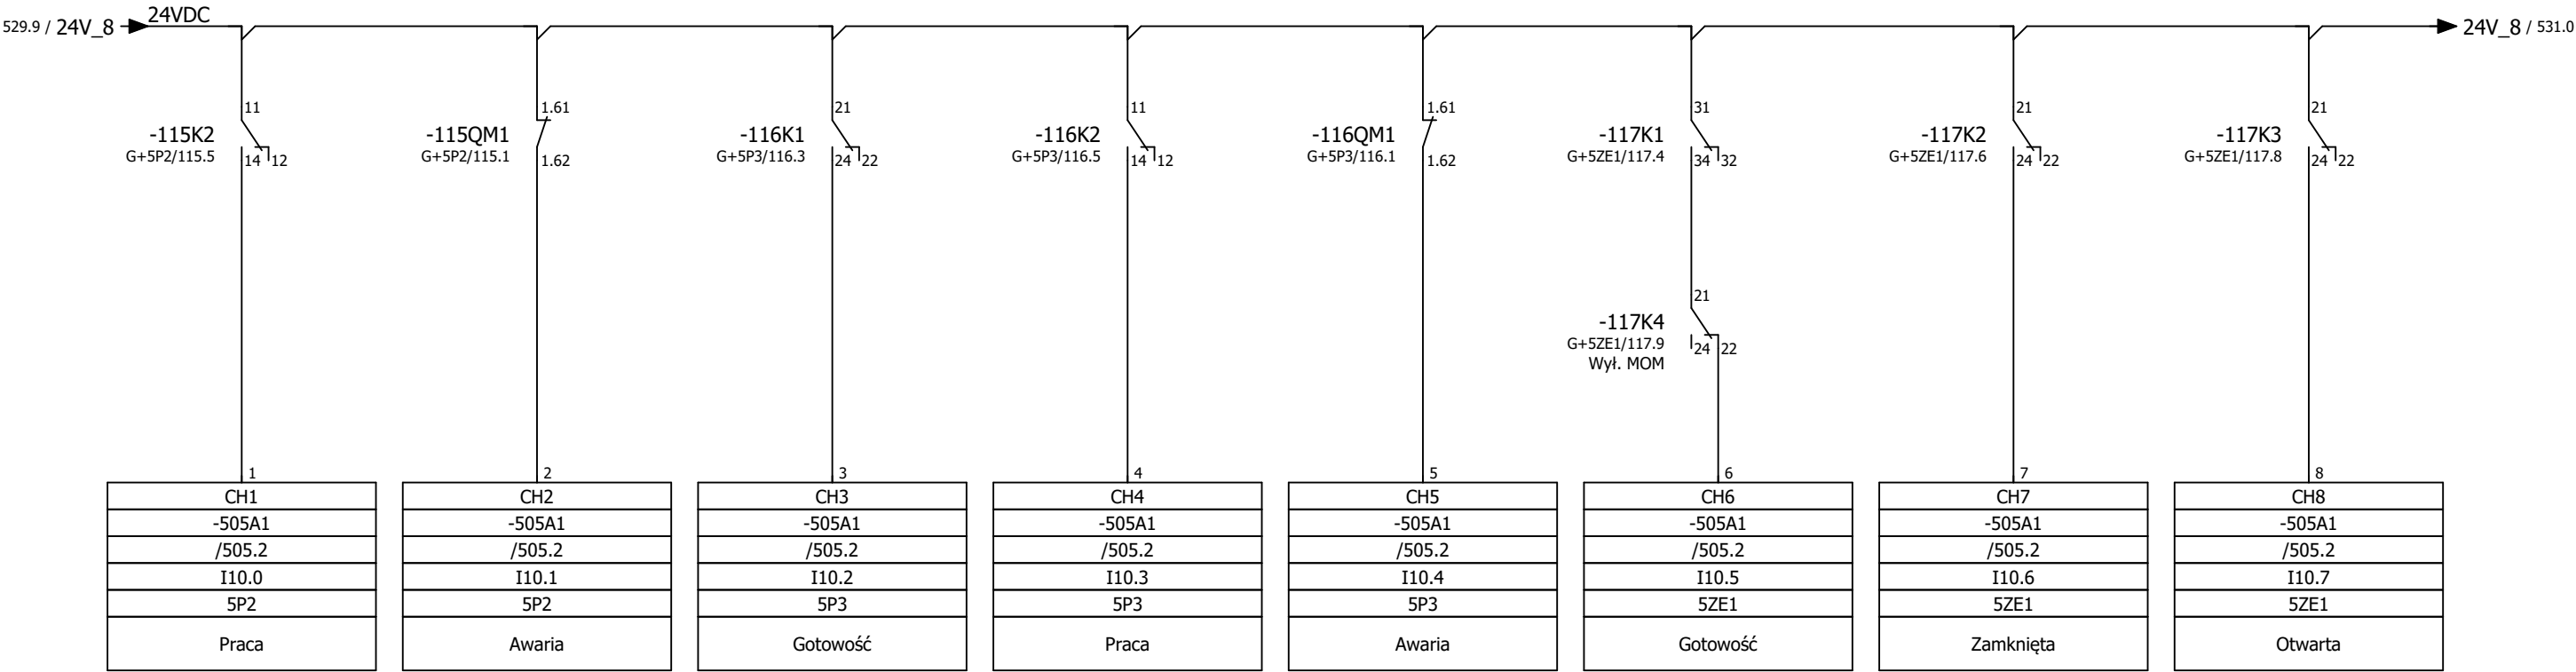 24VDC
529.9 / 24V_8
24V_8 / 531.0
11
-115K2
G+5P2/115.5
14 12
1.61
-115QM1
G+5P2/115.1
1.62
21
-116K1
G+5P3/116.3
24 22
11
-116K2
G+5P3/116.5
14 12
1.61
-116QM1
G+5P3/116.1
1.62
31
-117K1
G+5ZE1/117.4
34 32
21
-117K4
G+5ZE1/117.9
24 22
Wył. MOM
21
-117K2
G+5ZE1/117.6
24 22
21
-117K3
G+5ZE1/117.8
24 22
1
CH1
-505A1
/505.2
I10.0
5P2
Praca
2
CH2
-505A1
/505.2
I10.1
5P2
Awaria
3
CH3
-505A1
/505.2
I10.2
5P3
Gotowość
4
CH4
-505A1
/505.2
I10.3
5P3
Praca
5
CH5
-505A1
/505.2
I10.4
5P3
Awaria
6
CH6
-505A1
/505.2
I10.5
5ZE1
Gotowość
7
CH7
-505A1
/505.2
I10.6
5ZE1
Zamknięta
8
CH8
-505A1
/505.2
I10.7
5ZE1
Otwarta